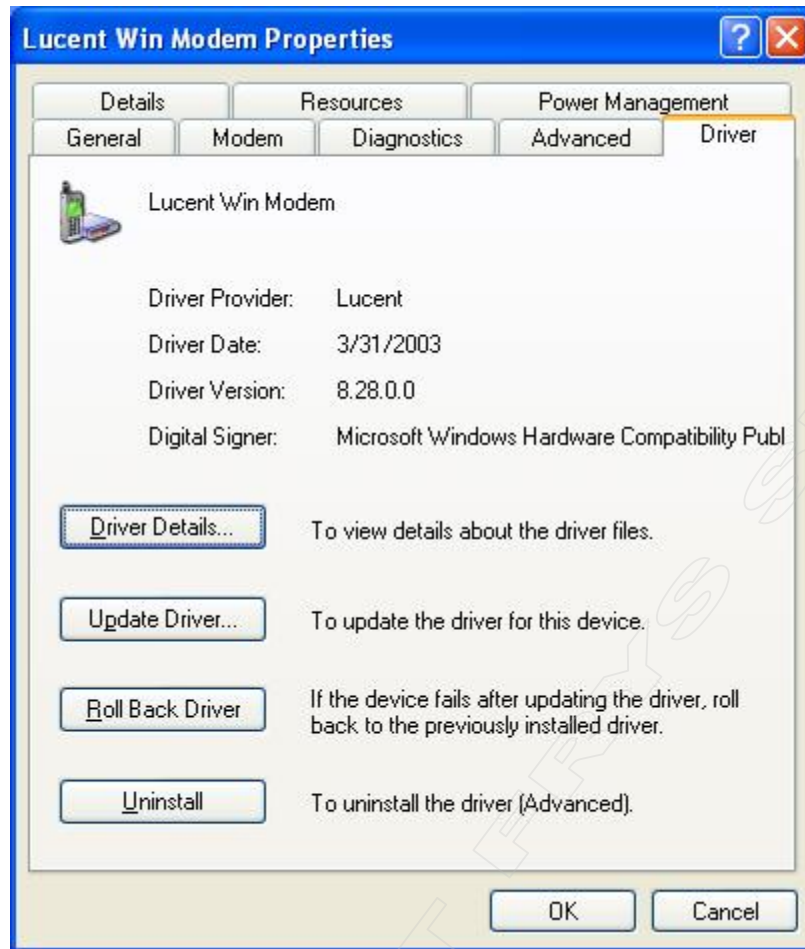 Lucent Win Modem Properties
Details Resources Power Management
General Modem Diagnostics Advanced Driver
Lucent Win Modem
Driver Provider: Lucent
Driver Date: 3/31/2003
Driver Version: 8.28.0.0
Digital Signer: Microsoft Windows Hardware Compatibility Publ
Driver Details... To view details about the driver files.
Update Driver... To update the driver for this device.
Roll Back Driver If the device fails after updating the driver, roll
back to the previously installed driver.
Uninstall To uninstall the driver (Advanced).
OK Cancel